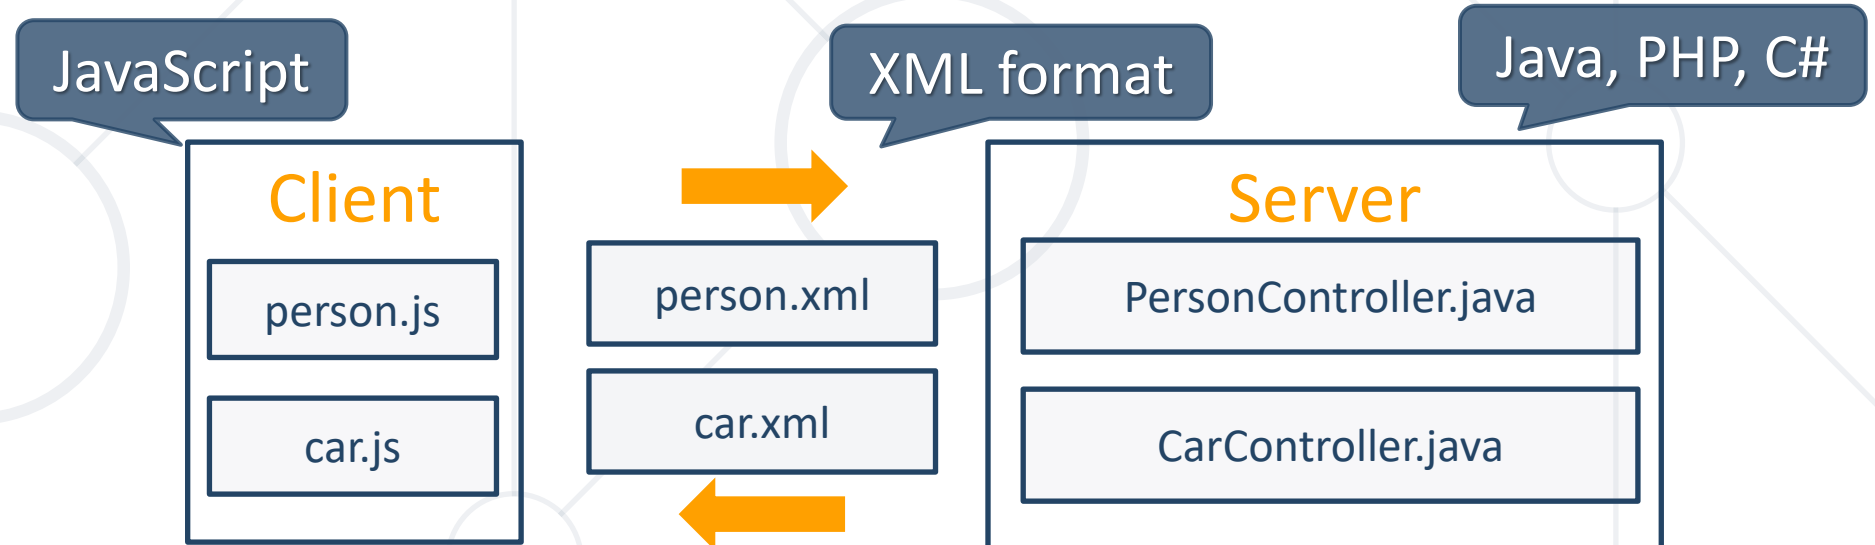 JavaScript
XML format
Java, PHP, C#
Client
person.js
car.js
person.xml
car.xml
Server
PersonController.java
CarController.java